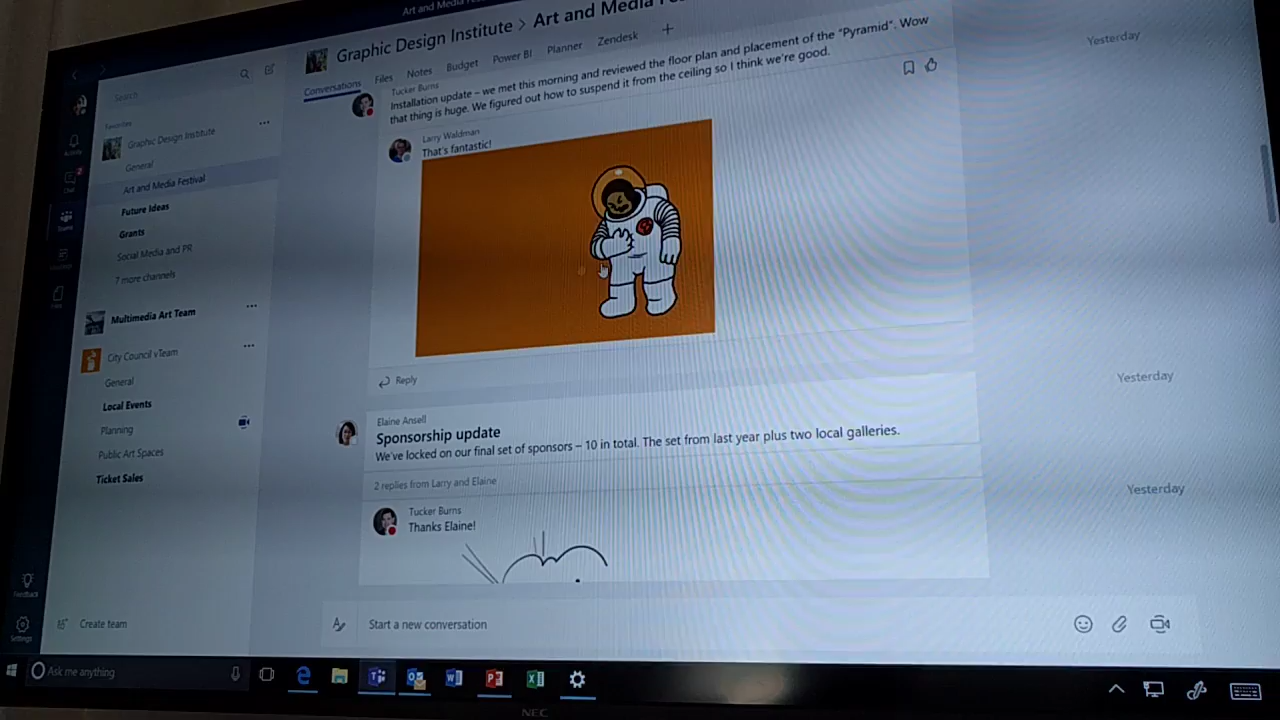 Art and Media Fes
Graphic Design Institute > Art and Media Fes
Conversations Files Notes Budget Power BI Planner Zendesk +
Search
Favorites
Graphic Design Institute
General
Art and Media Festival
Future Ideas
Grants
Social Media and PR
7 more channels
Multimedia Art Team
City Council vTeam
General
Local Events
Planning
Public Art Spaces
Ticket Sales
Create team
Activity
Chat
2
Teams
Files
Feedback
Settings
Yesterday
Tucker Burns
Installation update – we met this morning and reviewed the floor plan and placement of the "Pyramid". Wow
that thing is huge. We figured out how to suspend it from the ceiling so I think we're good.
Larry Waldman
That's fantastic!
Reply
Yesterday
Elaine Ansell
Sponsorship update
We've locked on our final set of sponsors – 10 in total. The set from last year plus two local galleries.
2 replies from Larry and Elaine
Yesterday
Tucker Burns
Thanks Elaine!
Start a new conversation
Ask me anything
NEC